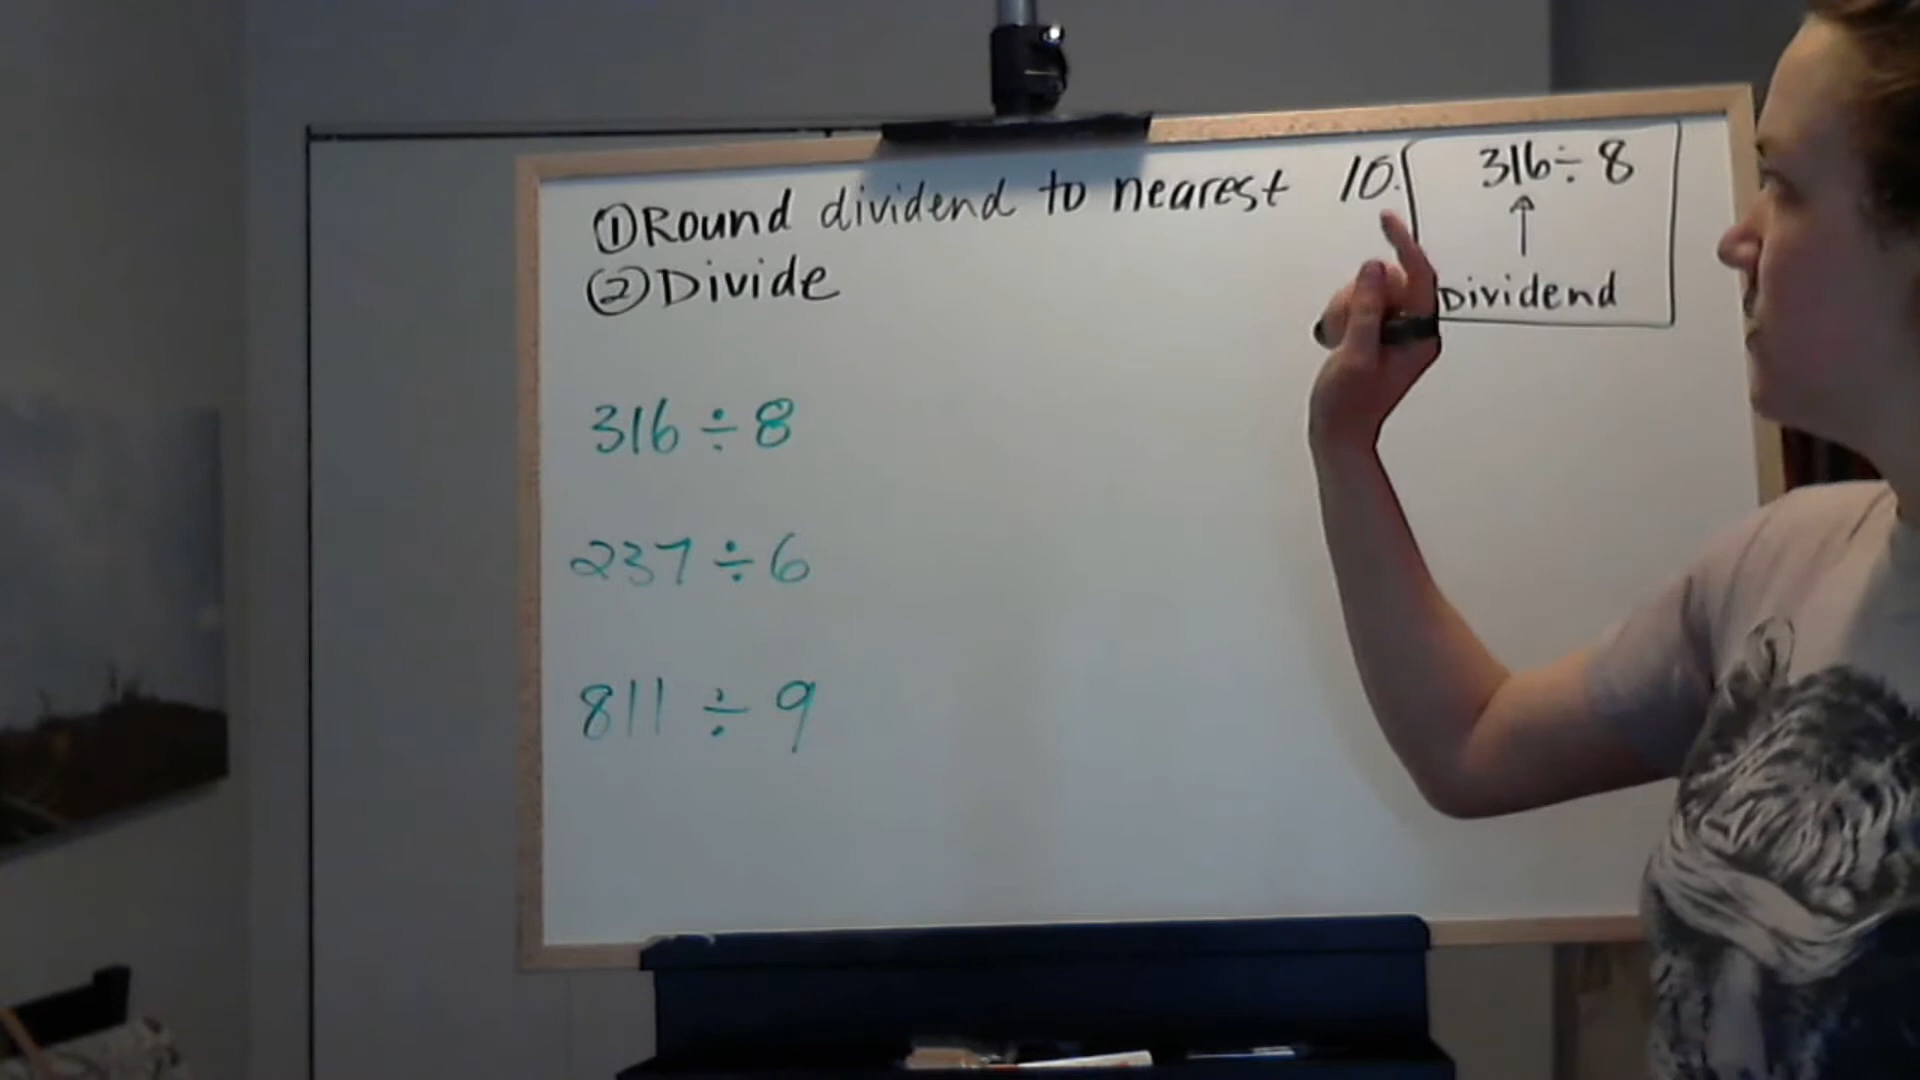 ①Round dividend to nearest 10.
②Divide
316÷8
↑
Dividend
316 ÷ 8
237 ÷ 6
811 ÷ 9